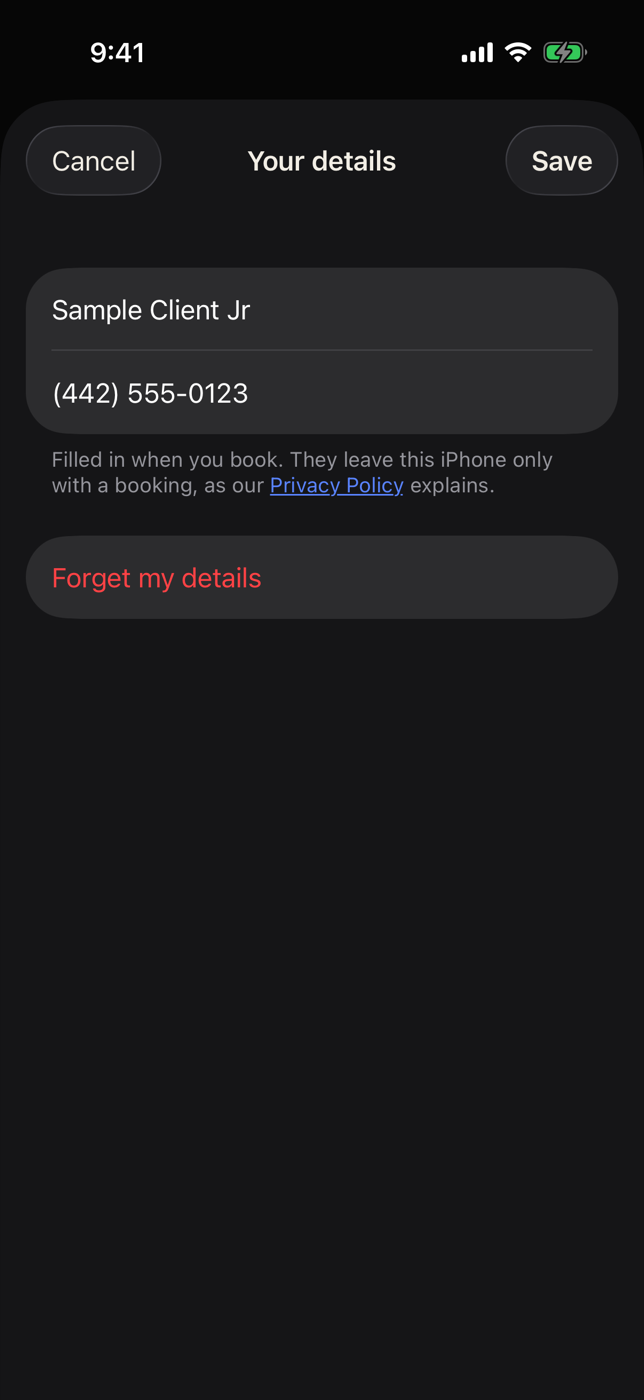 9:41
Cancel
Your details
Save
Sample Client Jr
(442) 555-0123
Filled in when you book. They leave this iPhone only
with a booking, as our Privacy Policy explains.
Forget my details